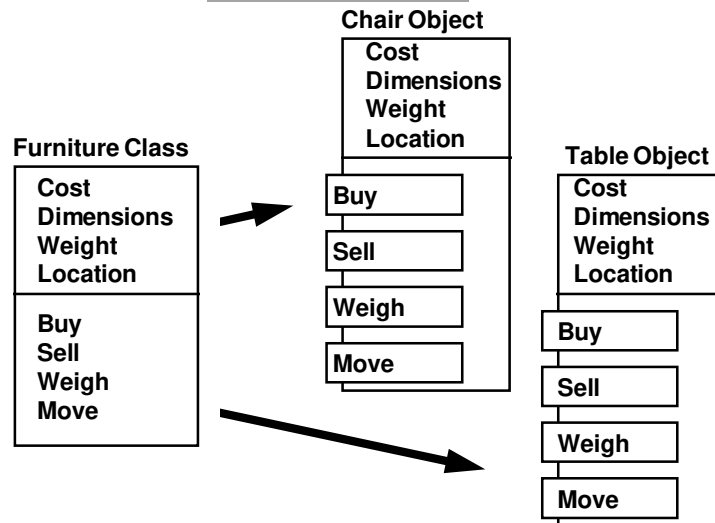 Furniture Class
Cost
Dimensions
Weight
Location
Buy
Sell
Weigh
Move
Chair Object
Cost
Dimensions
Weight
Location
Buy
Sell
Weigh
Move
Table Object
Cost
Dimensions
Weight
Location
Buy
Sell
Weigh
Move